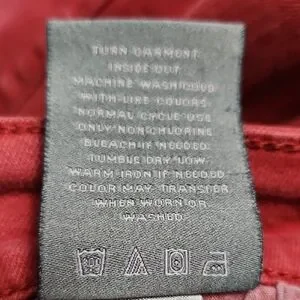 TURN GARMENT
INSIDE OUT
MACHINE WASH COLD
WITH LIKE COLORS
NORMAL CYCLE USE
ONLY NON-CHLORINE
BLEACH IF NEEDED
TUMBLE DRY LOW
WARM IRON IF NEEDED
COLOR MAY TRANSFER
WHEN WORN OR
WASHED